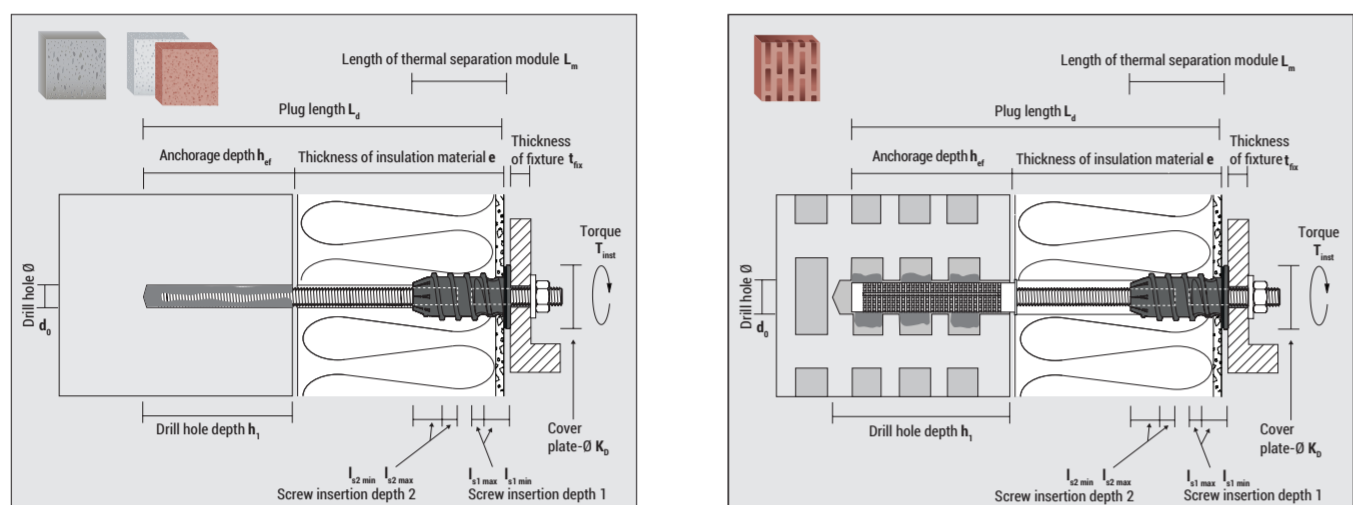 Length of thermal separation module Lm
Plug length Ld
Thickness
of fixture tfix
Anchorage depth hef
Thickness of insulation material e
Torque
Tinst
Drill hole Ø
d0
Drill hole depth h1
Cover
plate-Ø KD
ls2 min ls2 max
Screw insertion depth 2
ls1 max ls1 min
Screw insertion depth 1
Length of thermal separation module Lm
Plug length Ld
Thickness
of fixture tfix
Anchorage depth hef
Thickness of insulation material e
Torque
Tinst
Drill hole Ø
d0
Drill hole depth h1
Cover
plate-Ø KD
ls2 min ls2 max
Screw insertion depth 2
ls1 max ls1 min
Screw insertion depth 1